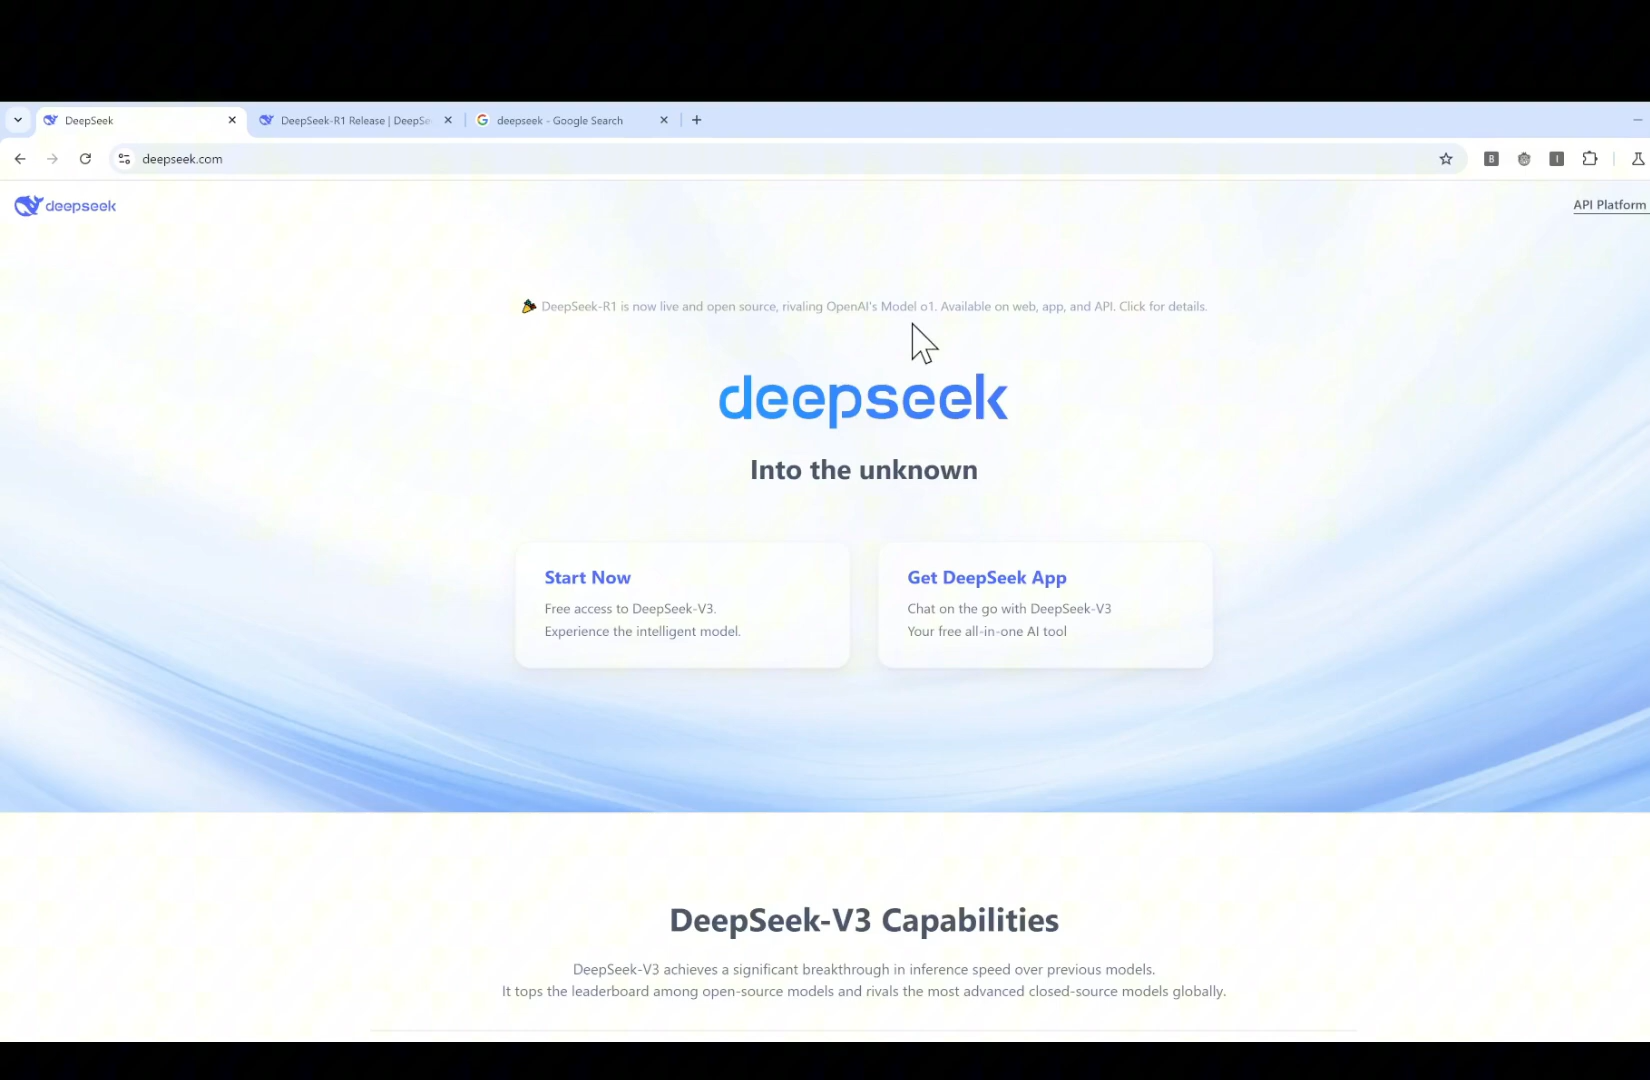 DeepSeek
DeepSeek-R1 Release | DeepSe
deepseek - Google Search
deepseek.com
B
I
deepseek
API Platform
DeepSeek-R1 is now live and open source, rivaling OpenAI's Model o1. Available on web, app, and API. Click for details.
deepseek
Into the unknown
Start Now
Free access to DeepSeek-V3.
Experience the intelligent model.
Get DeepSeek App
Chat on the go with DeepSeek-V3
Your free all-in-one AI tool
DeepSeek-V3 Capabilities
DeepSeek-V3 achieves a significant breakthrough in inference speed over previous models.
It tops the leaderboard among open-source models and rivals the most advanced closed-source models globally.